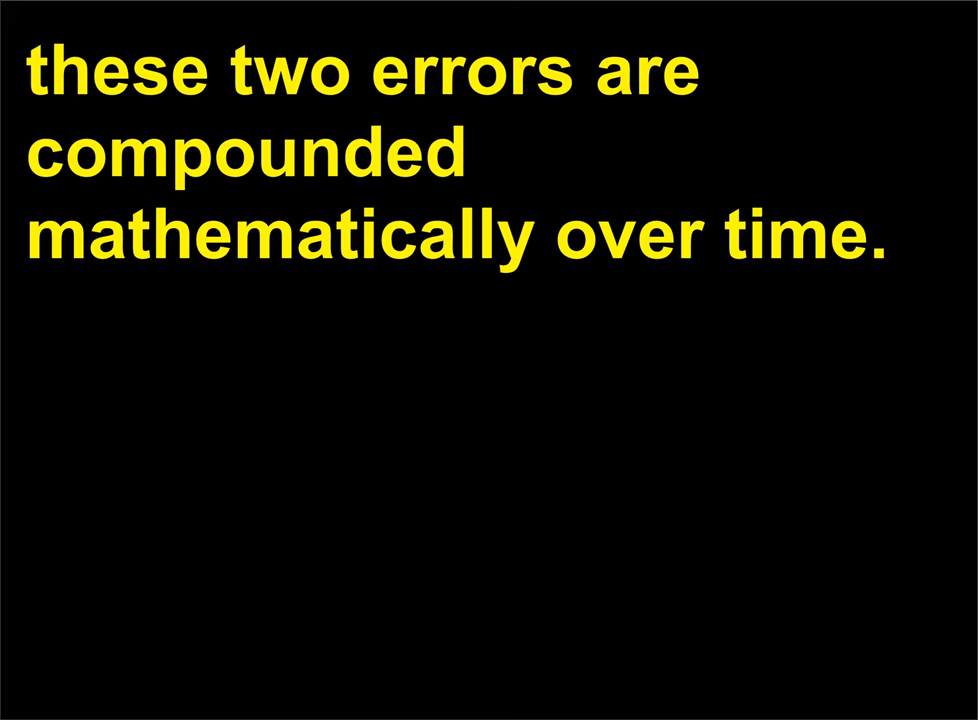 these two errors are
compounded
mathematically over time.